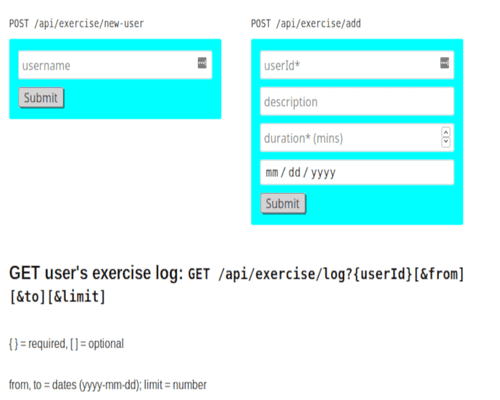 POST /api/exercise/new-user
username
Submit
POST /api/exercise/add
userId*
description
duration* (mins)
mm / dd / yyyy
Submit
GET user's exercise log: GET /api/exercise/log?{userId}[&from]
[&to][&limit]
{ } = required, [ ] = optional
from, to = dates (yyyy-mm-dd); limit = number